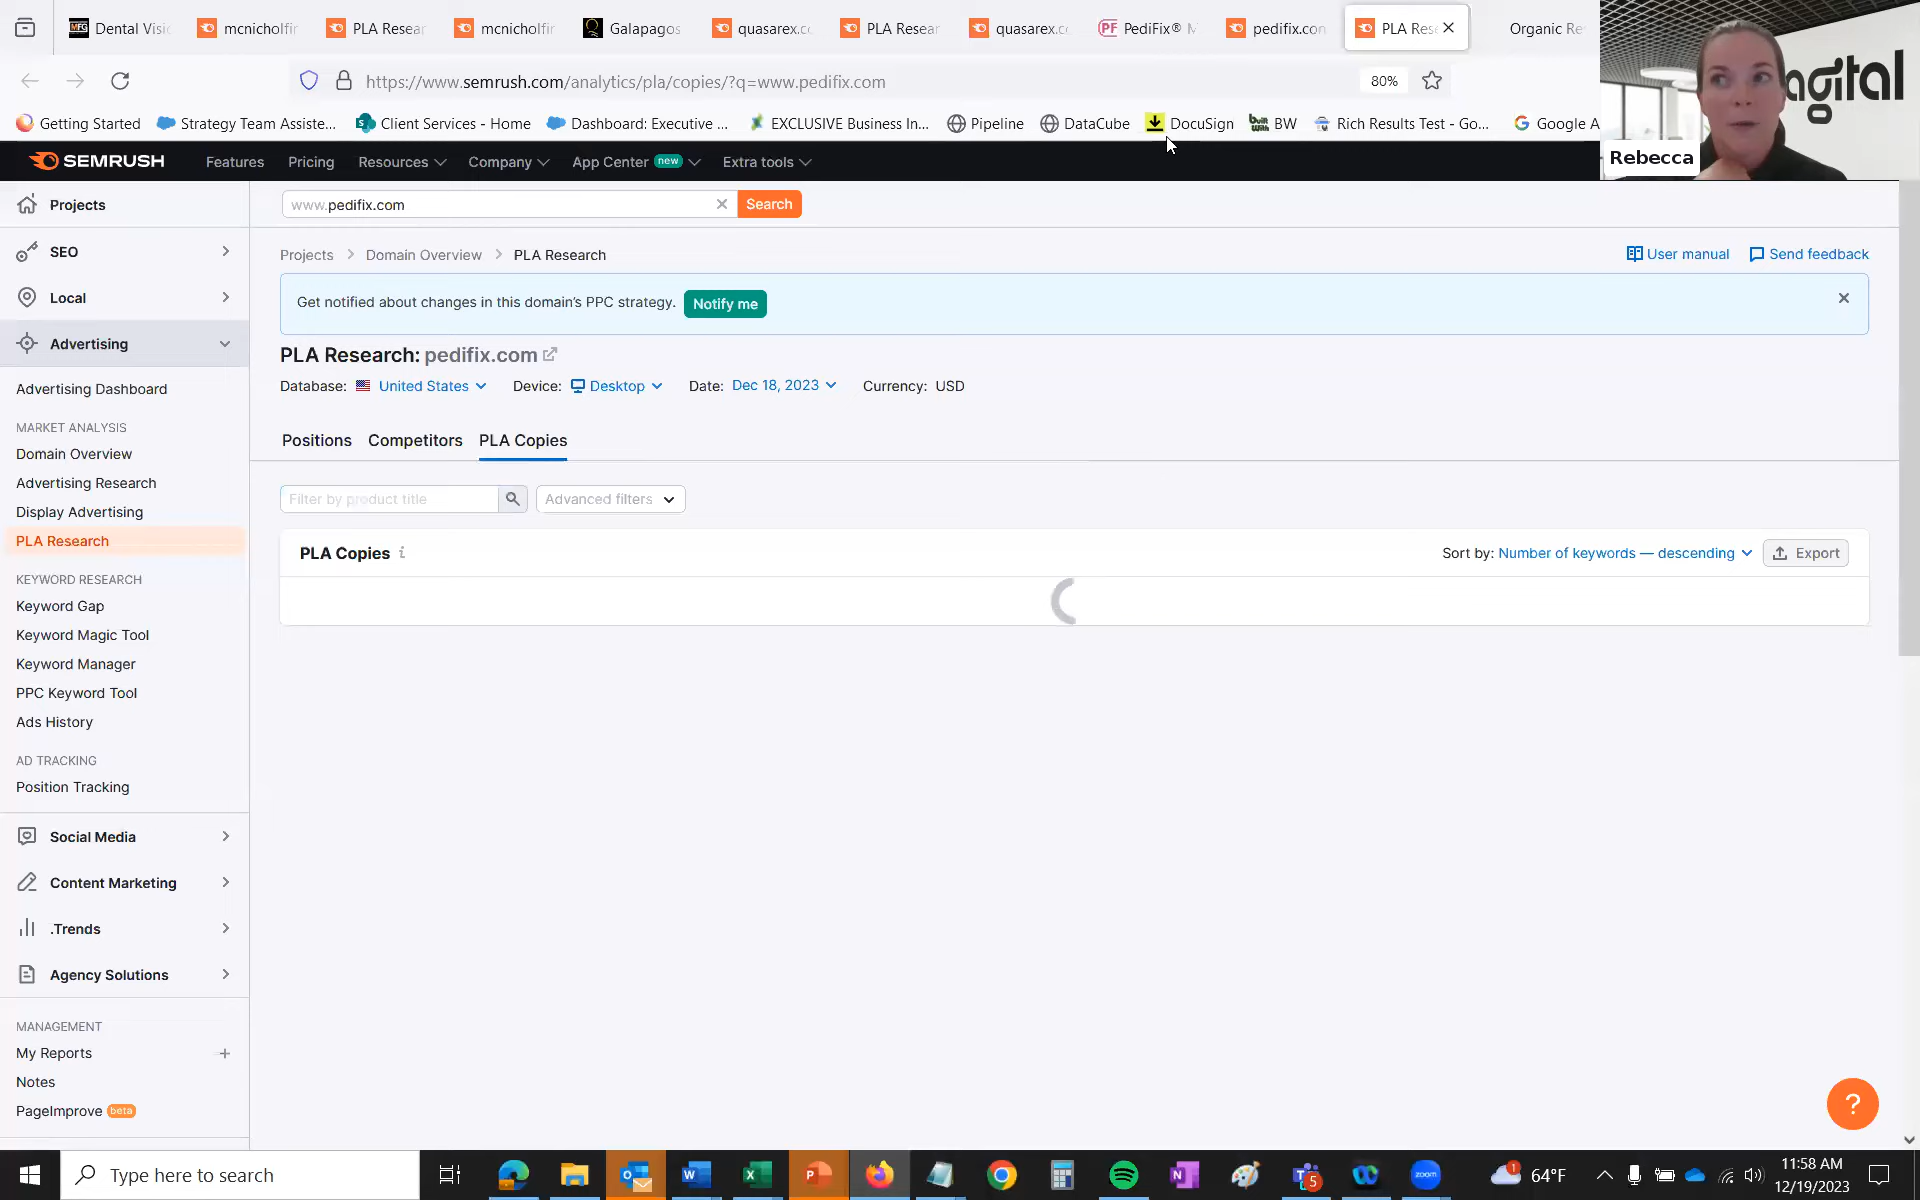 Dental Visi
mcnicholfin
PLA Resear
mcnicholfin
Galapagos
quasarex.co
PLA Resear
quasarex.co
PediFix® M
pedifix.com
PLA Res
Organic Re
https://www.semrush.com/analytics/pla/copies/?q=www.pedifix.com
80%
Getting Started
Strategy Team Assiste...
Client Services - Home
Dashboard: Executive ...
EXCLUSIVE Business In...
Pipeline
DataCube
DocuSign
BW
Rich Results Test - Go...
Google A
agital
Rebecca
SEMRUSH
Features
Pricing
Resources
Company
App Center new
Extra tools
Projects
www.pedifix.com
Search
SEO
Local
Advertising
Advertising Dashboard
MARKET ANALYSIS
Domain Overview
Advertising Research
Display Advertising
PLA Research
KEYWORD RESEARCH
Keyword Gap
Keyword Magic Tool
Keyword Manager
PPC Keyword Tool
Ads History
AD TRACKING
Position Tracking
Social Media
Content Marketing
.Trends
Agency Solutions
MANAGEMENT
My Reports
Notes
PageImprove beta
Projects > Domain Overview > PLA Research
User manual
Send feedback
Get notified about changes in this domain's PPC strategy. Notify me
PLA Research: pedifix.com
Database: United States Device: Desktop Date: Dec 18, 2023 Currency: USD
Positions Competitors PLA Copies
Filter by product title
Advanced filters
PLA Copies i
Sort by: Number of keywords — descending
Export
?
Type here to search
zoom
5
1
64°F
11:58 AM
12/19/2023